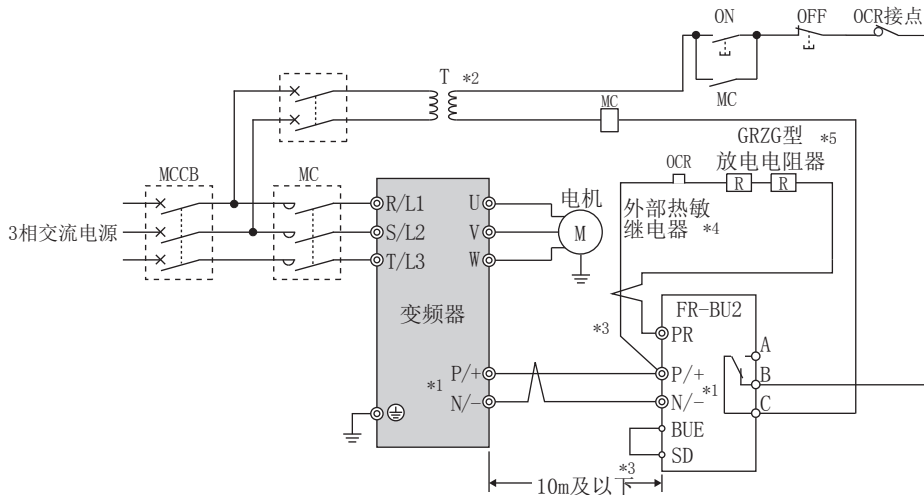 ON
OFF
OCR接点
T *2
MC
MC
GRZG型 *5
放电电阻器
OCR
R
R
MCCB
MC
外部热敏
继电器 *4
3相交流电源
R/L1
S/L2
T/L3
U
V
W
电机
M
变频器
FR-BU2
*3
PR
A
P/+
*1
N/-
P/+
*1
N/-
B
C
BUE
SD
*3
10m及以下